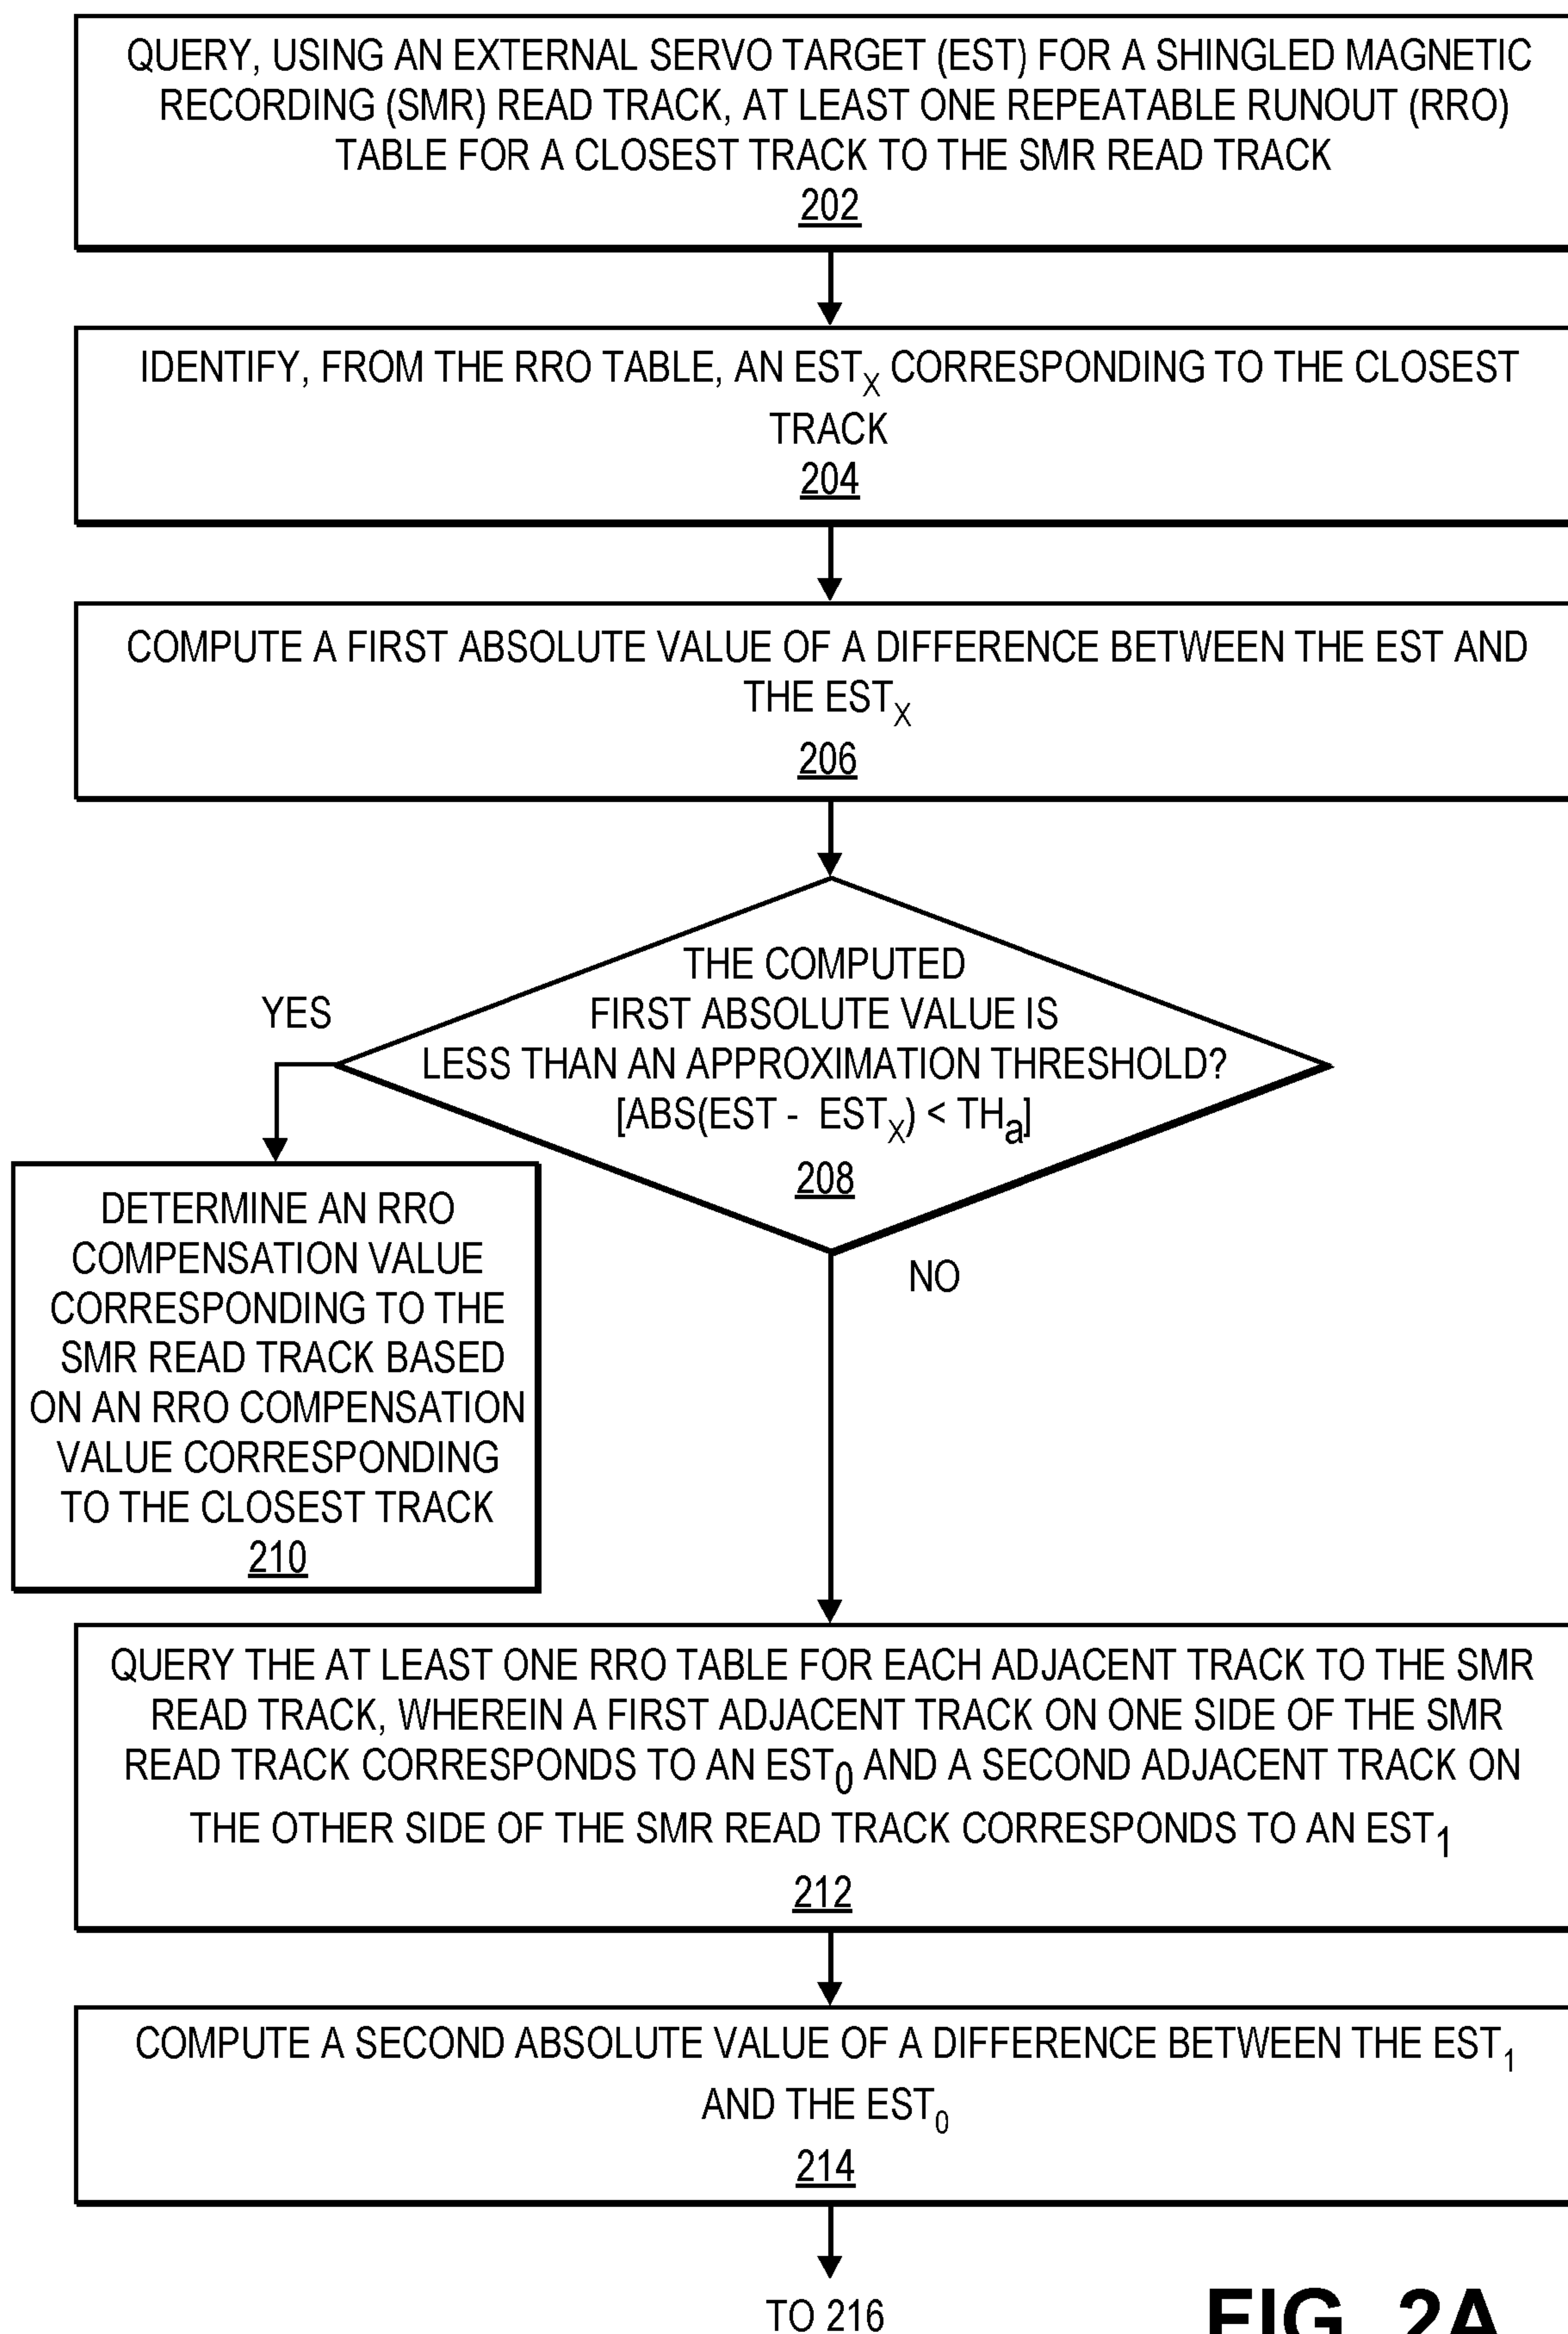 QUERY, USING AN EXTERNAL SERVO TARGET (EST) FOR A SHINGLED MAGNETIC
RECORDING (SMR) READ TRACK, AT LEAST ONE REPEATABLE RUNOUT (RRO)
TABLE FOR A CLOSEST TRACK TO THE SMR READ TRACK
202
IDENTIFY, FROM THE RRO TABLE, AN ESTX CORRESPONDING TO THE CLOSEST
TRACK
204
COMPUTE A FIRST ABSOLUTE VALUE OF A DIFFERENCE BETWEEN THE EST AND
THE ESTX
206
THE COMPUTED
FIRST ABSOLUTE VALUE IS
LESS THAN AN APPROXIMATION THRESHOLD?
[ABS(EST - ESTX) < THa]
208
YES
NO
DETERMINE AN RRO
COMPENSATION VALUE
CORRESPONDING TO THE
SMR READ TRACK BASED
ON AN RRO COMPENSATION
VALUE CORRESPONDING
TO THE CLOSEST TRACK
210
QUERY THE AT LEAST ONE RRO TABLE FOR EACH ADJACENT TRACK TO THE SMR
READ TRACK, WHEREIN A FIRST ADJACENT TRACK ON ONE SIDE OF THE SMR
READ TRACK CORRESPONDS TO AN EST0 AND A SECOND ADJACENT TRACK ON
THE OTHER SIDE OF THE SMR READ TRACK CORRESPONDS TO AN EST1
212
COMPUTE A SECOND ABSOLUTE VALUE OF A DIFFERENCE BETWEEN THE EST1
AND THE EST0
214
TO 216
FIG. 2A